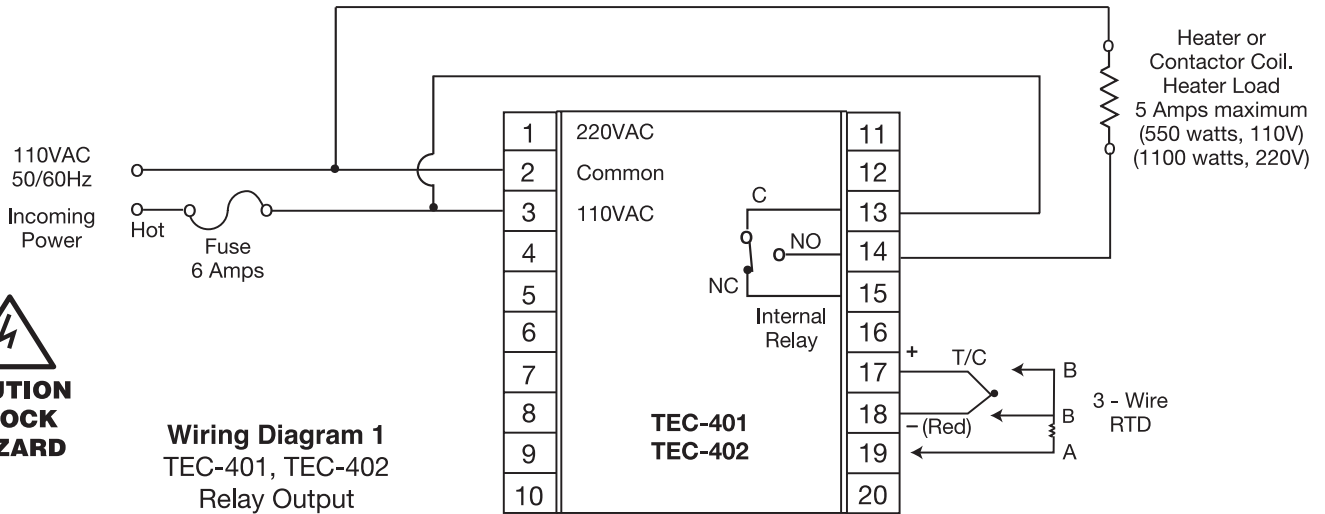 Heater or
Contactor Coil.
Heater Load
5 Amps maximum
(550 watts, 110V)
(1100 watts, 220V)
110VAC
50/60Hz
Incoming
Power
Hot
Fuse
6 Amps
1
2
3
4
5
6
7
8
9
10
220VAC
Common
110VAC
C
NO
NC
Internal
Relay
TEC-401
TEC-402
11
12
13
14
15
16
17
18
19
20
+
T/C
– (Red)
B
B
A
3 - Wire
RTD
UTION
OCK
ZARD
Wiring Diagram 1
TEC-401, TEC-402
Relay Output